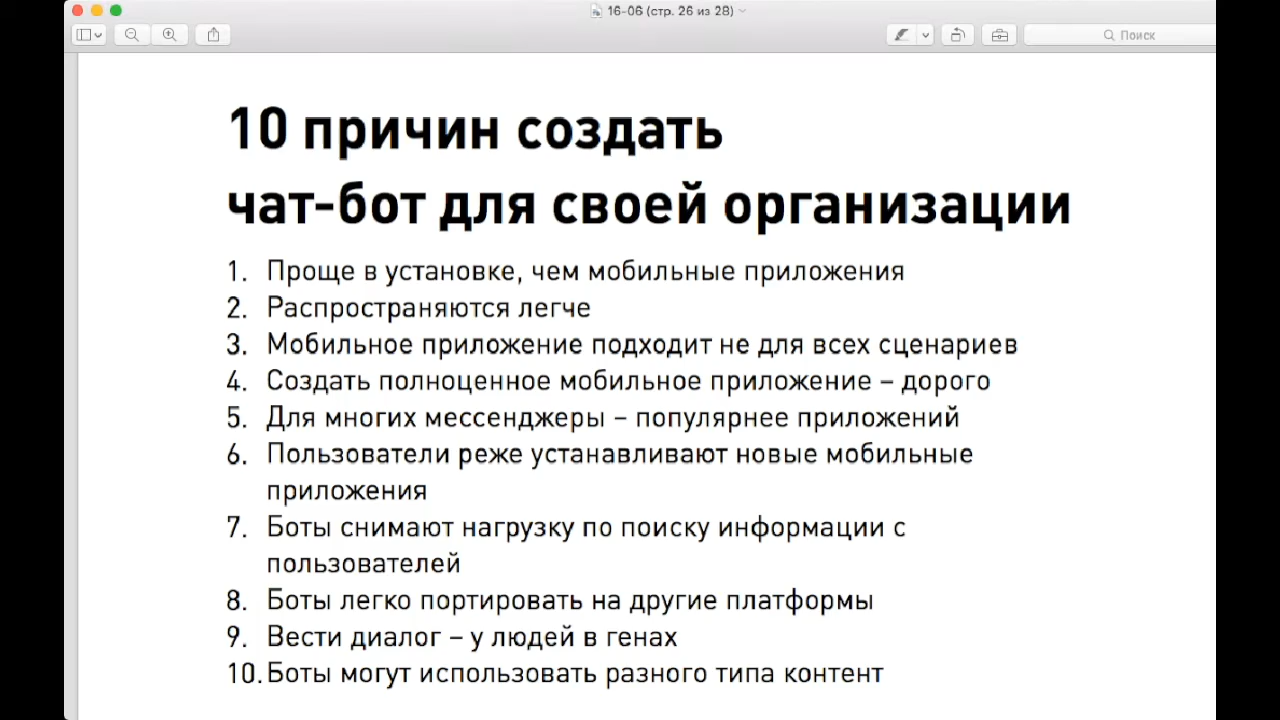 16-06 (стр. 26 из 28)
Поиск
10 причин создать
чат-бот для своей организации
1. Проще в установке, чем мобильные приложения
2. Распространяются легче
3. Мобильное приложение подходит не для всех сценариев
4. Создать полноценное мобильное приложение – дорого
5. Для многих мессенджеры – популярнее приложений
6. Пользователи реже устанавливают новые мобильные
приложения
7. Боты снимают нагрузку по поиску информации с
пользователей
8. Боты легко портировать на другие платформы
9. Вести диалог – у людей в генах
10. Боты могут использовать разного типа контент